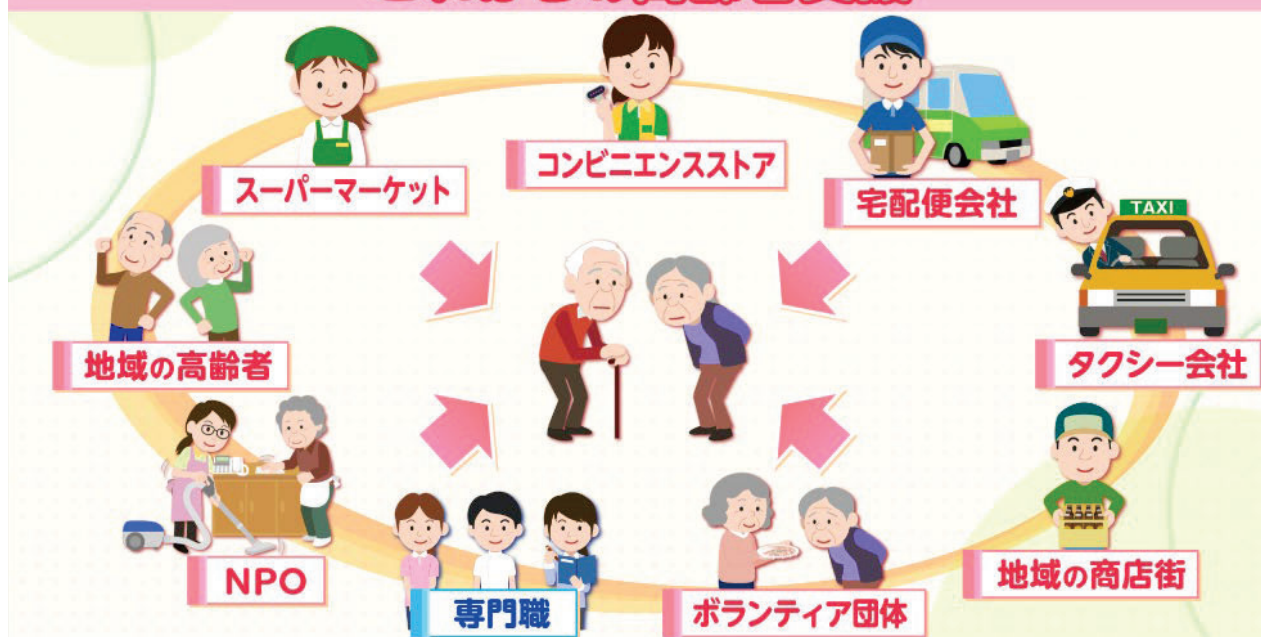 スーパーマーケット
コンビニエンスストア
宅配便会社
TAXI
タクシー会社
地域の高齢者
地域の商店街
NPO
専門職
ボランティア団体